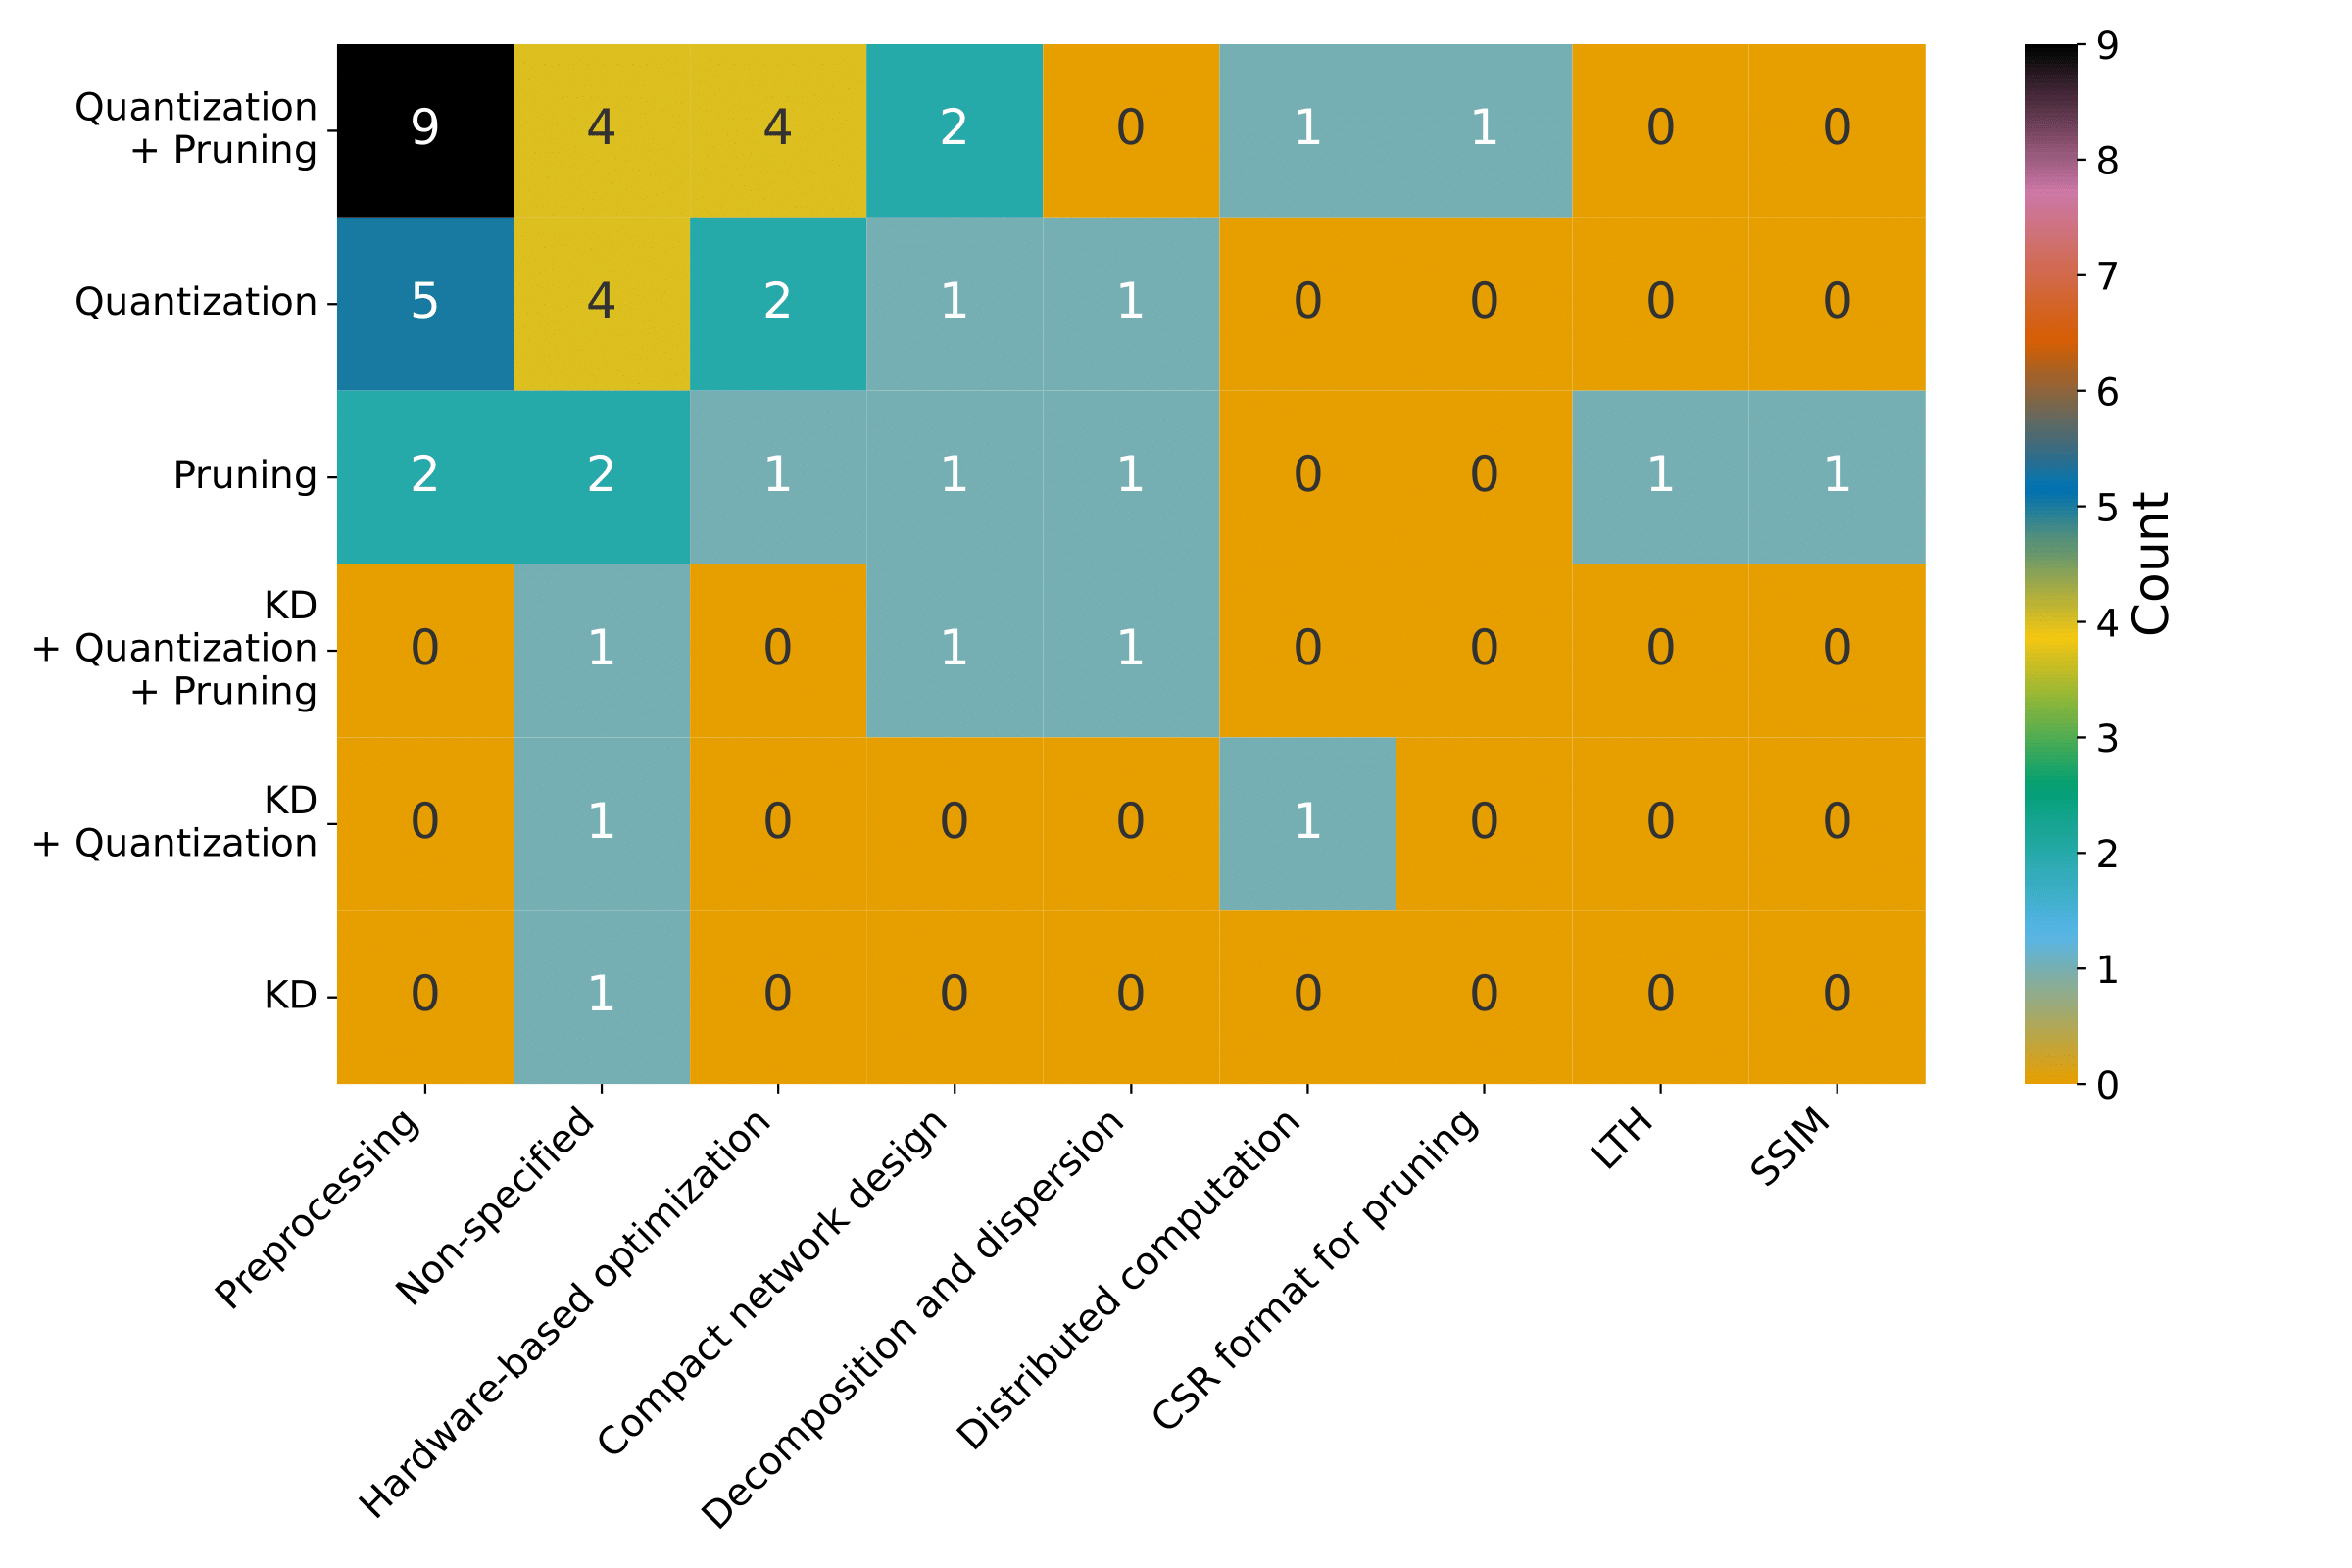 Quantization
+ Pruning
9 4 4 2 0 1 1 0 0
Quantization
5 4 2 1 1 0 0 0 0
Pruning
2 2 1 1 1 0 0 1 1
KD
+ Quantization
+ Pruning
0 1 0 1 1 0 0 0 0
KD
+ Quantization
0 1 0 0 0 1 0 0 0
KD
0 1 0 0 0 0 0 0 0
Preprocessing
Non-specified
Hardware-based optimization
Compact network design
Decomposition and dispersion
Distributed computation
CSR format for pruning
LTH
SSIM
9
8
7
6
5
4
3
2
1
0
Count